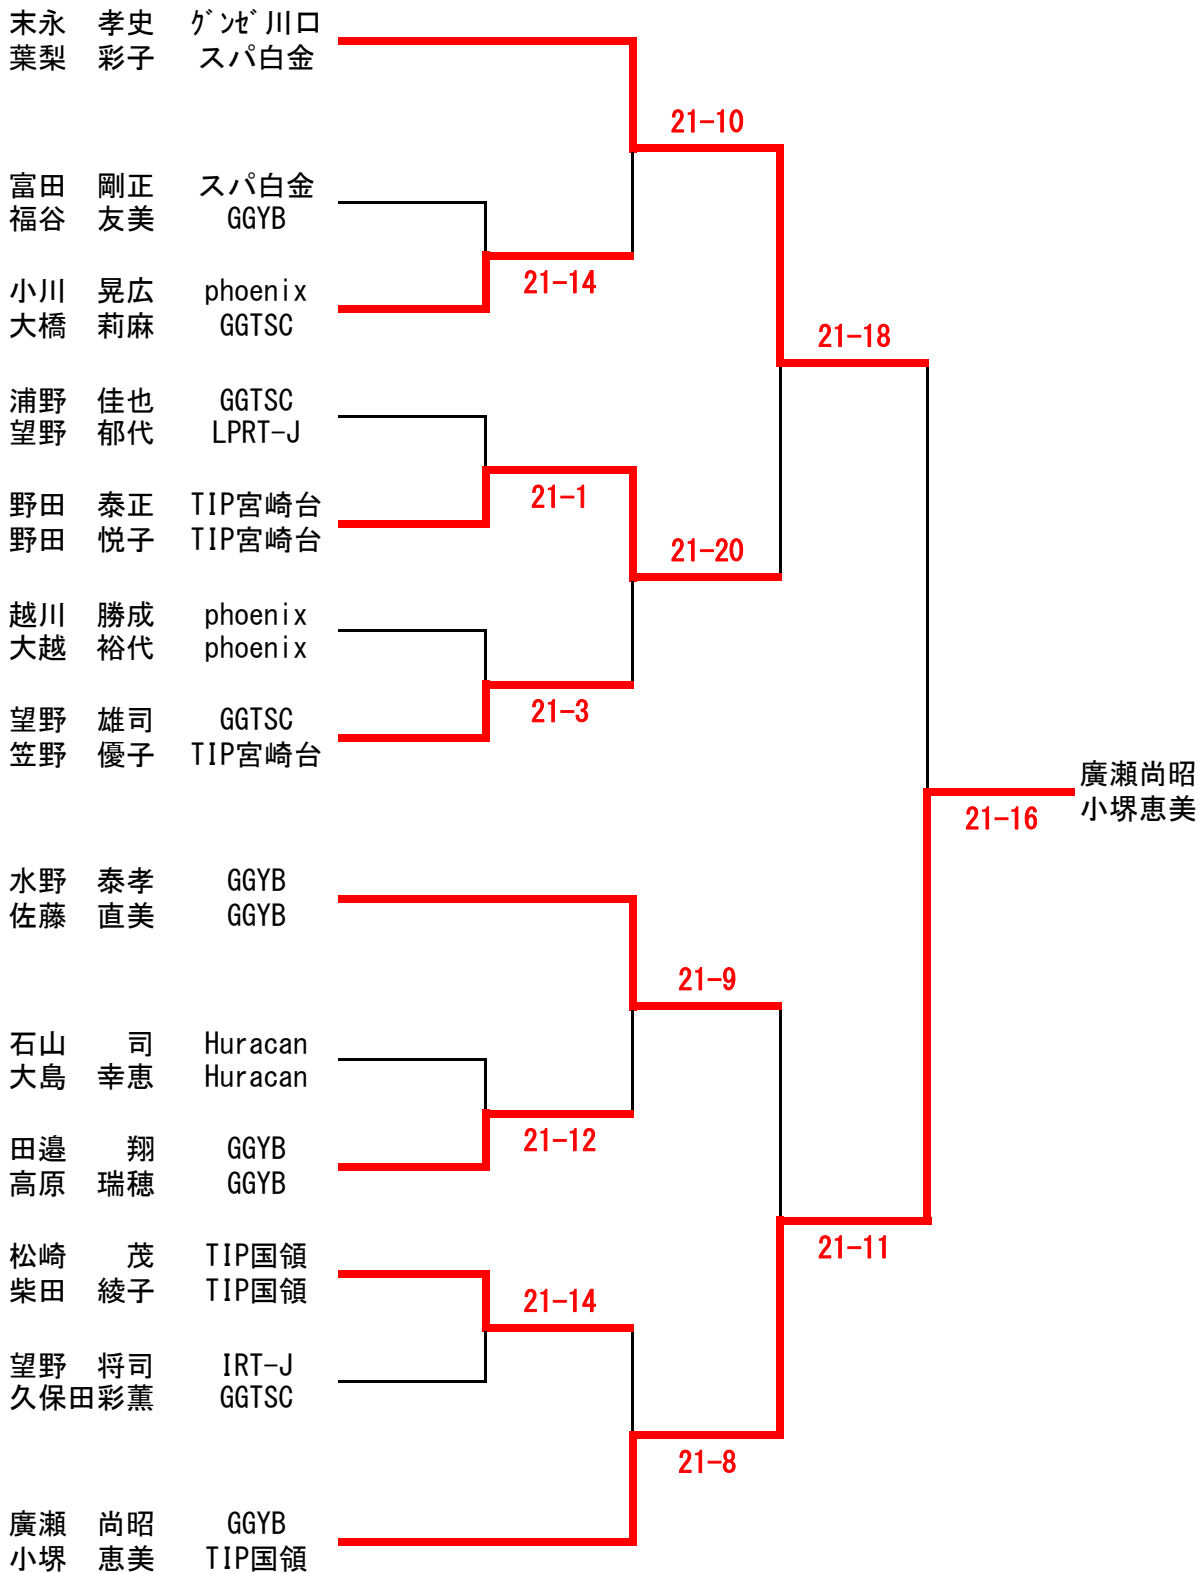 末永　孝史　ｸﾞﾝｾﾞ川口
葉梨　彩子　スパ白金
21-10
富田　剛正　スパ白金
福谷　友美　GGYB
21-14
小川　晃広　phoenix
大橋　莉麻　GGTSC
21-18
浦野　佳也　GGTSC
望野　郁代　LPRT-J
21-1
野田　泰正　TIP宮崎台
野田　悦子　TIP宮崎台
21-20
越川　勝成　phoenix
大越　裕代　phoenix
21-3
望野　雄司　GGTSC
笠野　優子　TIP宮崎台
廣瀬尚昭
小堺恵美
21-16
水野　泰孝　GGYB
佐藤　直美　GGYB
21-9
石山　司　Huracan
大島　幸恵　Huracan
21-12
田邉　翔　GGYB
高原　瑞穂　GGYB
21-11
松崎　茂　TIP国領
柴田　綾子　TIP国領
21-14
望野　将司　IRT-J
久保田彩薫　GGTSC
21-8
廣瀬　尚昭　GGYB
小堺　恵美　TIP国領